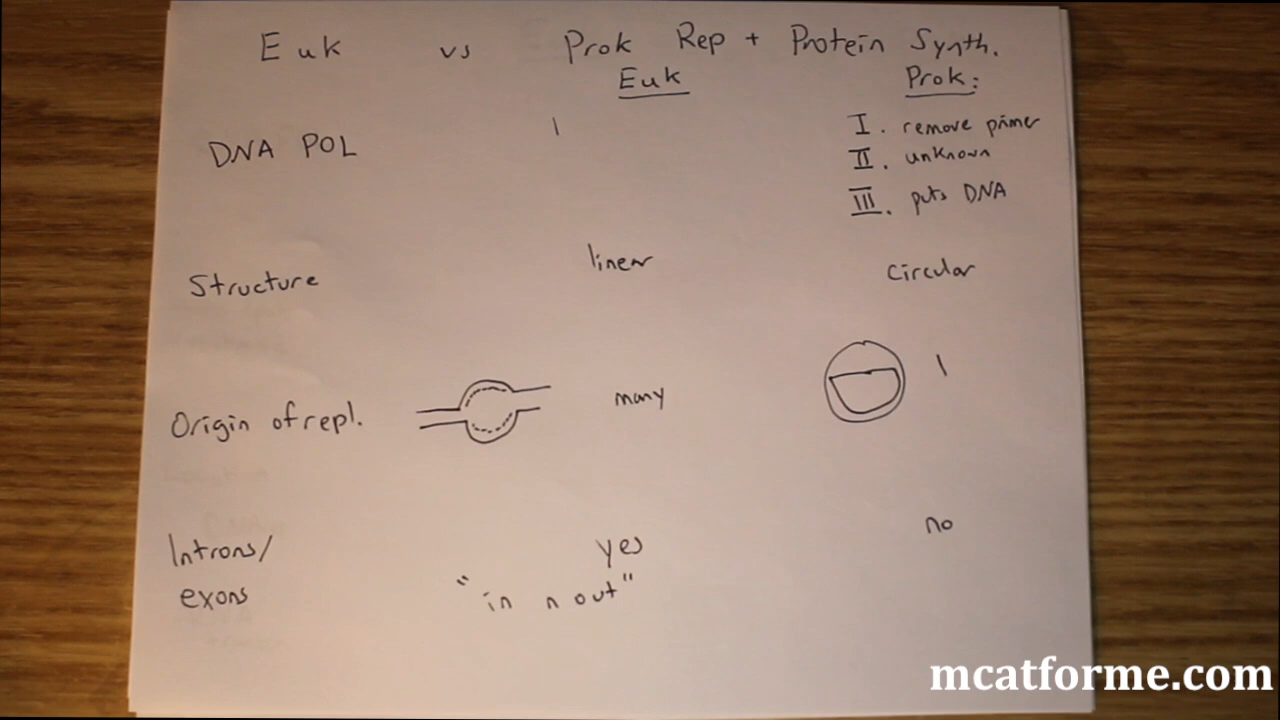 Euk vs Prok Rep + Protein Synth.
Euk Prok:
DNA POL 1 I. remove primer
II. unknown
III. puts DNA
Structure linear circular
Origin of repl. many 1
Introns/ yes no
exons "in n out"
mcatforme.com